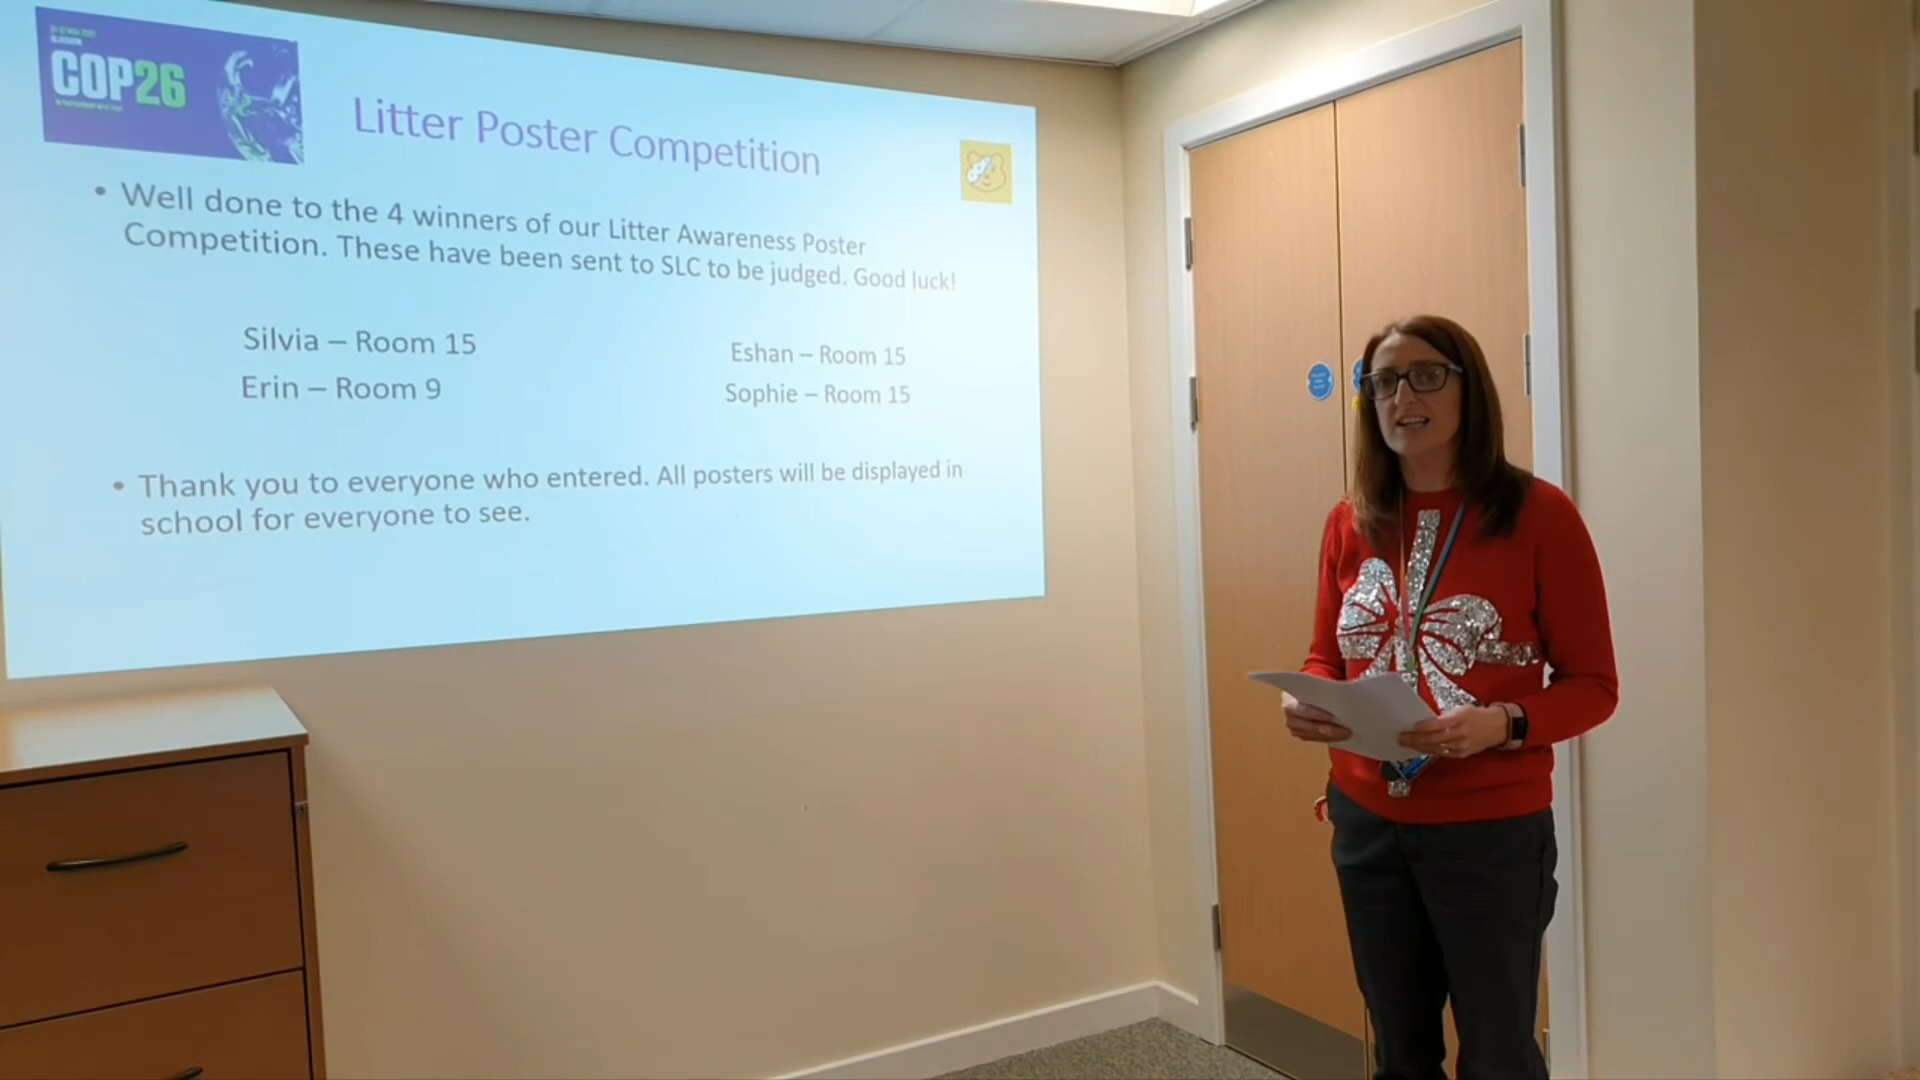 COP26
Litter Poster Competition
• Well done to the 4 winners of our Litter Awareness Poster
Competition. These have been sent to SLC to be judged. Good luck!
Silvia – Room 15
Eshan – Room 15
Erin – Room 9
Sophie – Room 15
• Thank you to everyone who entered. All posters will be displayed in
school for everyone to see.